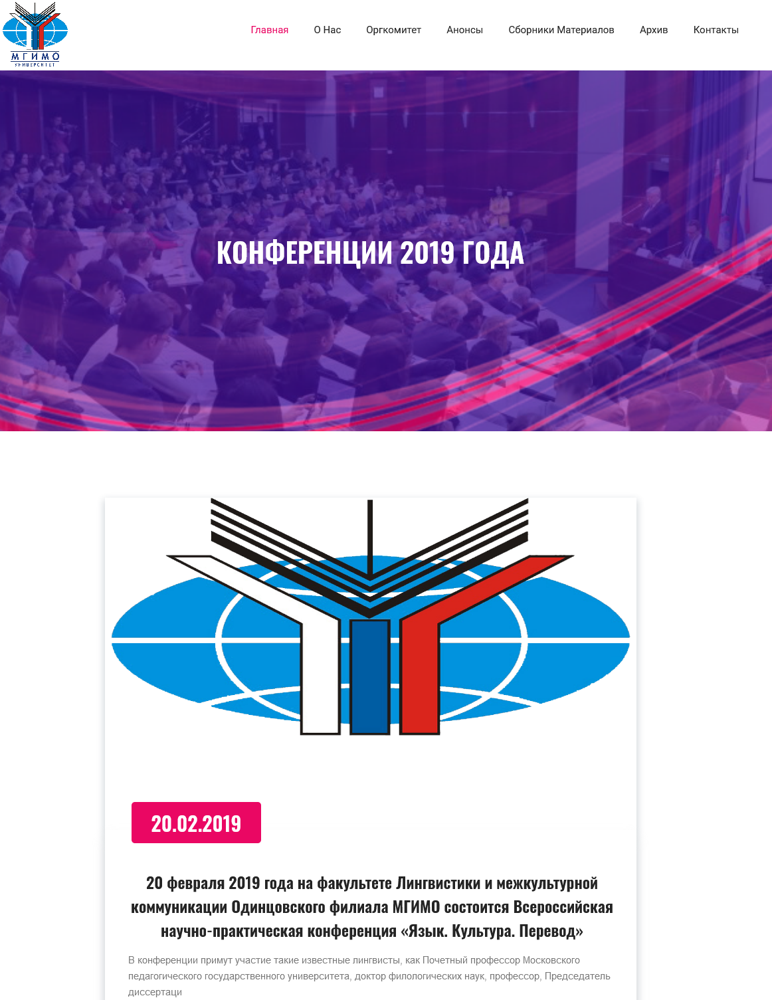 МГИМО
УНИВЕРСИТЕТ
Главная О Нас Оргкомитет Анонсы Сборники Материалов Архив Контакты
КОНФЕРЕНЦИИ 2019 ГОДА
20.02.2019
20 февраля 2019 года на факультете Лингвистики и межкультурной
коммуникации Одинцовского филиала МГИМО состоится Всероссийская
научно-практическая конференция «Язык. Культура. Перевод»
В конференции примут участие такие известные лингвисты, как Почетный профессор Московского
педагогического государственного университета, доктор филологических наук, профессор, Председатель
диссертаци